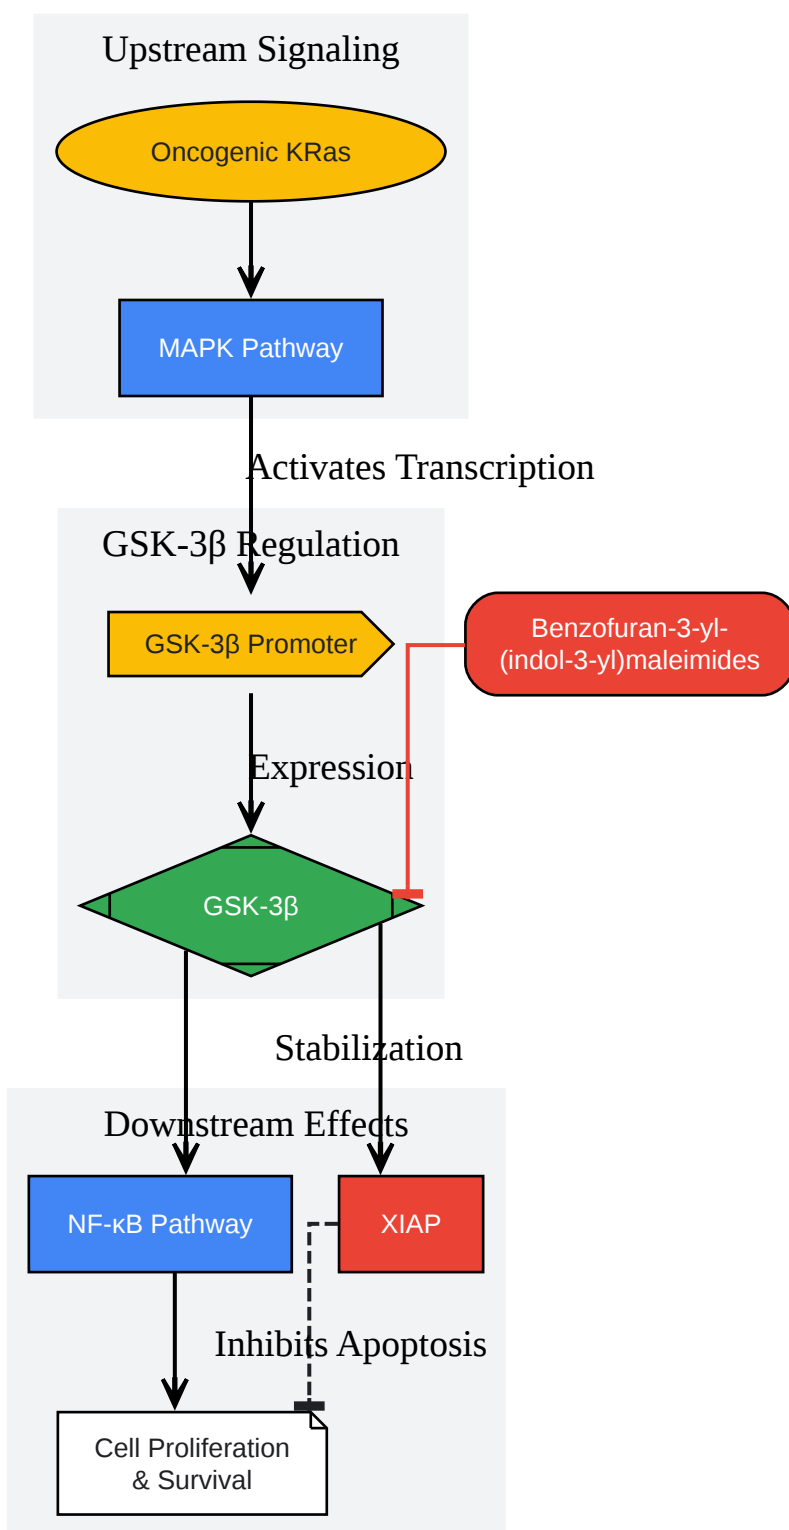 Upstream Signaling
Oncogenic KRas
MAPK Pathway
Activates Transcription
GSK-3β Regulation
GSK-3β Promoter
Benzofuran-3-yl-
(indol-3-yl)maleimides
Expression
GSK-3β
Stabilization
Downstream Effects
NF-κB Pathway
XIAP
Inhibits Apoptosis
Cell Proliferation
& Survival